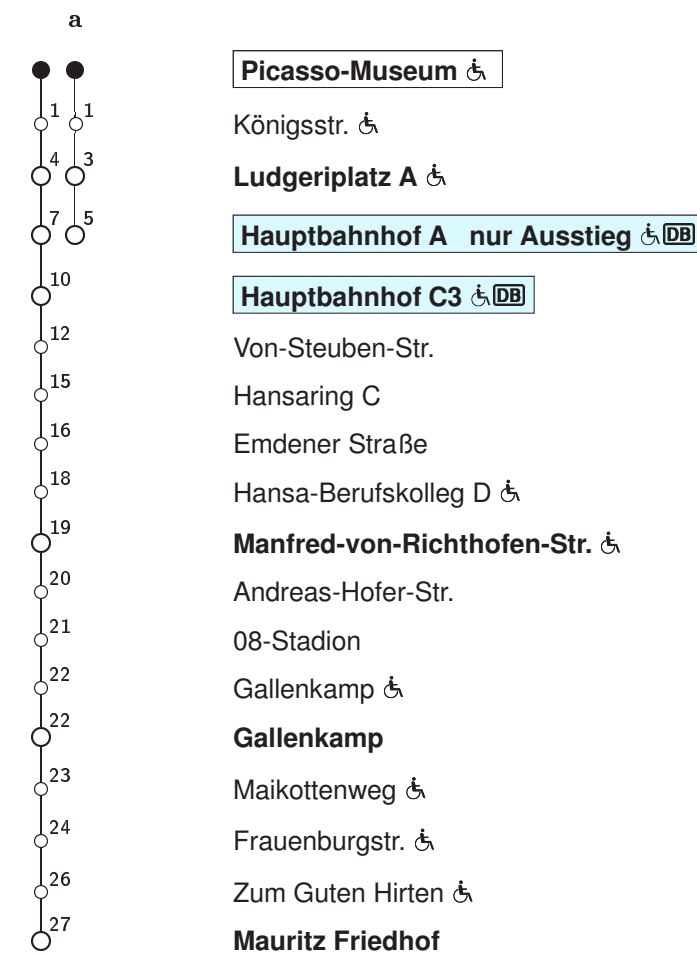 a
Picasso-Museum
1 1 Königsstr.
4 3 Ludgeriplatz A
7 5 Hauptbahnhof A nur Ausstieg DB
10 Hauptbahnhof C3 DB
12 Von-Steuben-Str.
15 Hansaring C
16 Emdener Straße
18 Hansa-Berufskolleg D
19 Manfred-von-Richthofen-Str.
20 Andreas-Hofer-Str.
21 08-Stadion
22 Gallenkamp
22 Gallenkamp
23 Maikottenweg
24 Frauenburgstr.
26 Zum Guten Hirten
27 Mauritz Friedhof